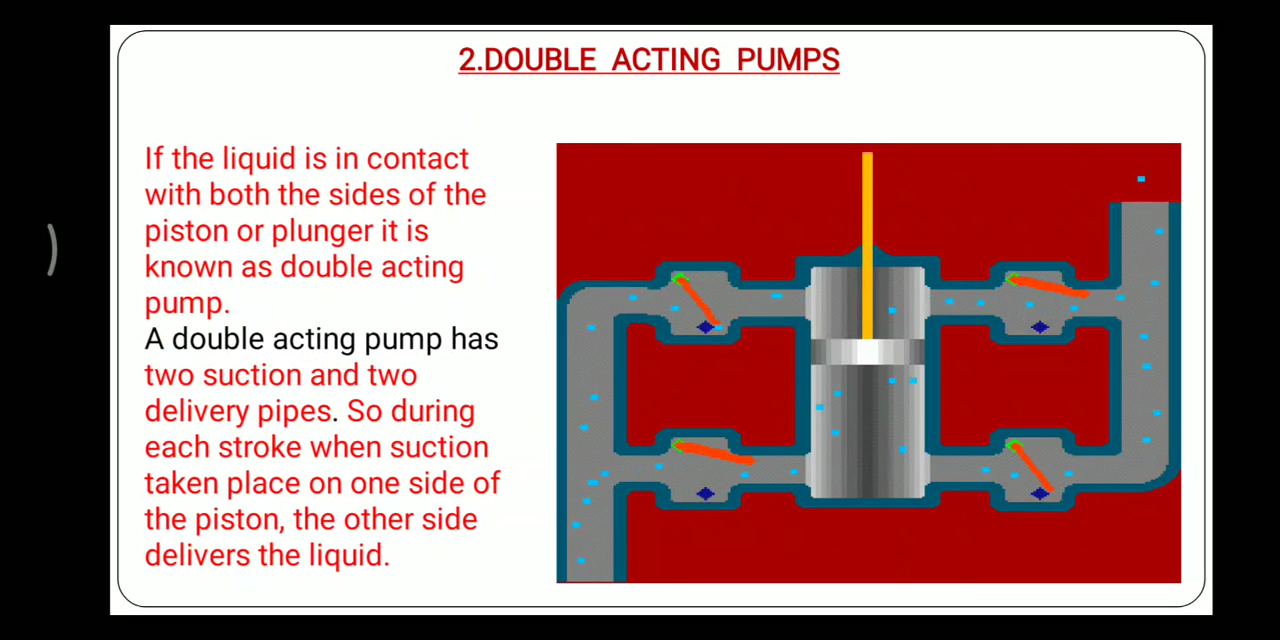 2.DOUBLE ACTING PUMPS
If the liquid is in contact
with both the sides of the
piston or plunger it is
known as double acting
pump.
A double acting pump has
two suction and two
delivery pipes. So during
each stroke when suction
taken place on one side of
the piston, the other side
delivers the liquid.